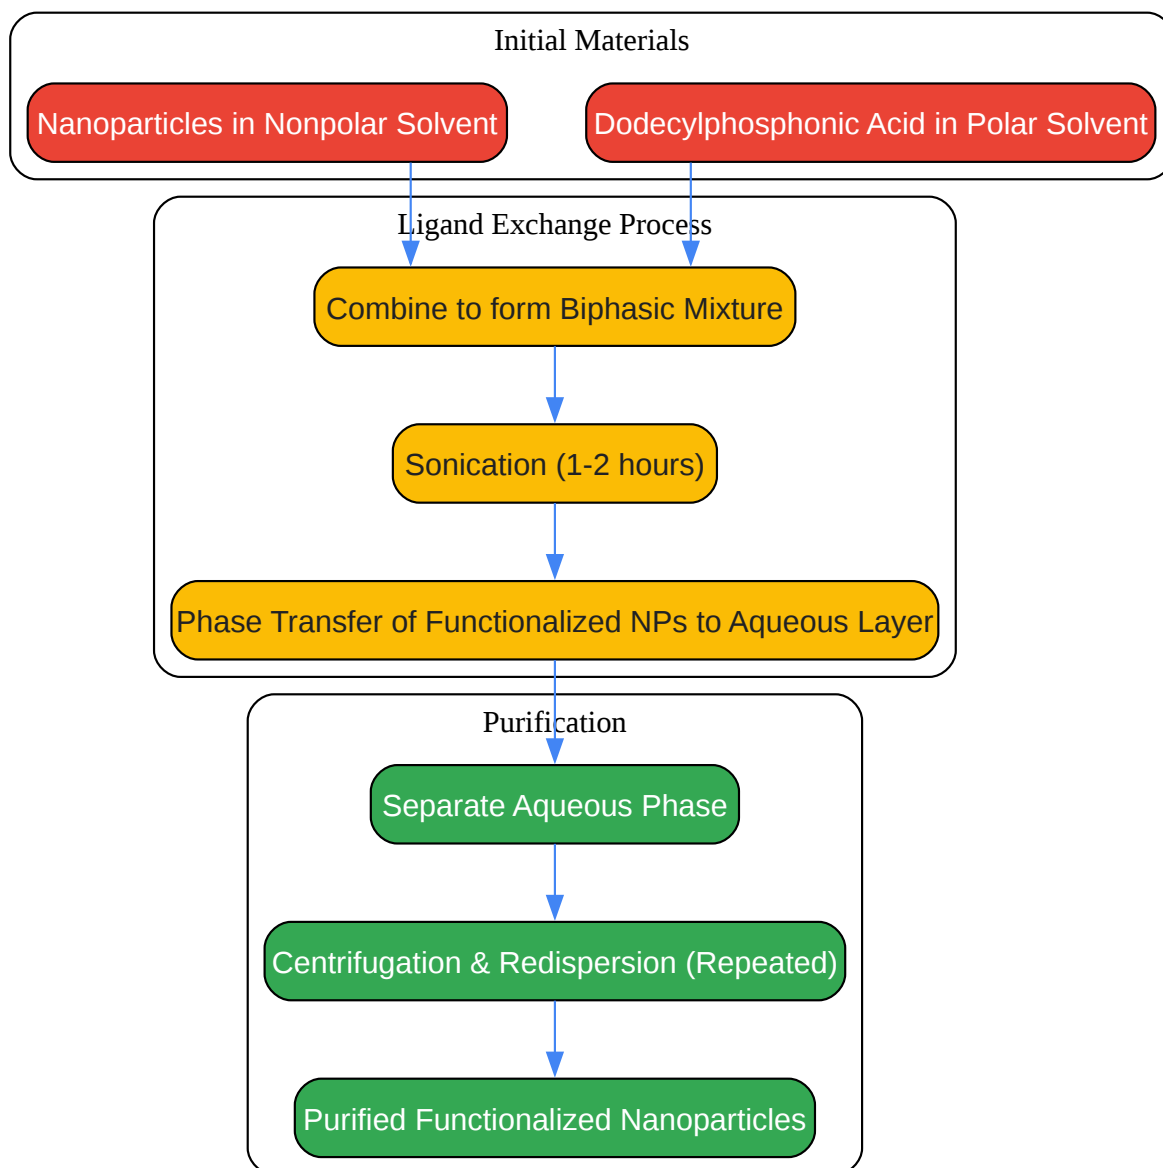 Initial Materials
Nanoparticles in Nonpolar Solvent
Dodecylphosphonic Acid in Polar Solvent
Ligand Exchange Process
Combine to form Biphasic Mixture
Sonication (1-2 hours)
Phase Transfer of Functionalized NPs to Aqueous Layer
Purification
Separate Aqueous Phase
Centrifugation & Redispersion (Repeated)
Purified Functionalized Nanoparticles